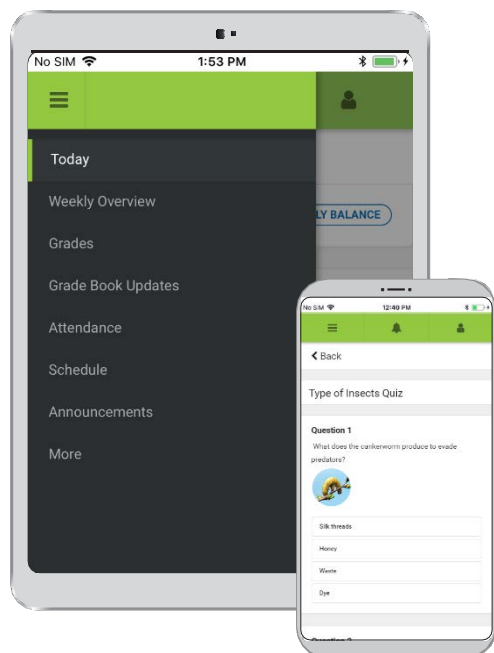 No SIM 1:53 PM
Today
LY BALANCE
Weekly Overview
Grades
Grade Book Updates
Attendance
Schedule
Announcements
More
No SIM 12:40 PM
Back
Type of Insects Quiz
Question 1
What does the cankerworm produce to evade
predators?
Silk threads
Honey
Waste
Dye
Question 2